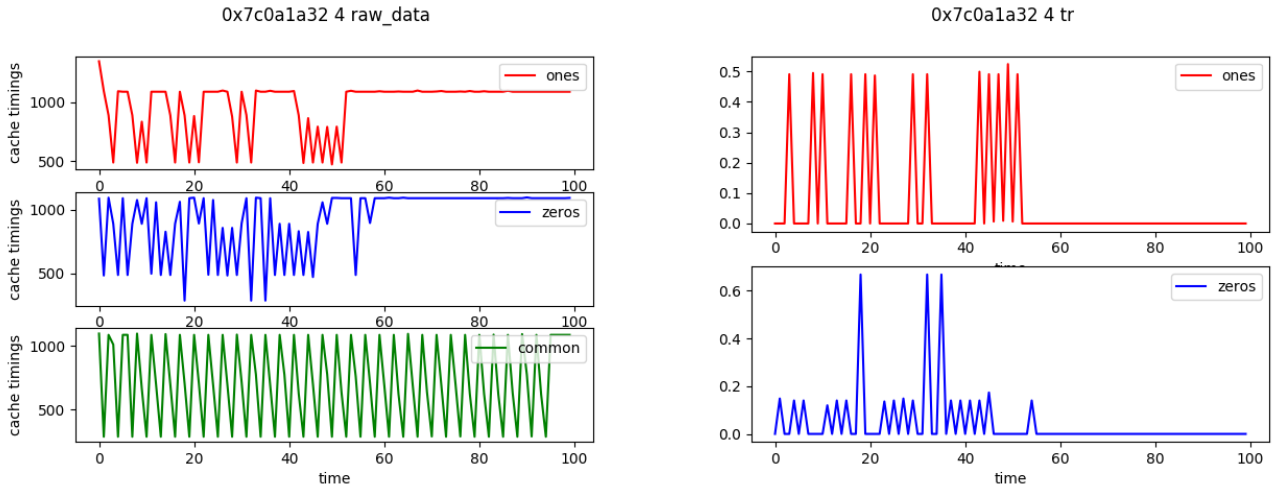 0x7c0a1a32 4 raw_data
cache timings
1000
500
ones
0 20 40 60 80 100
cache timings
1000
500
zeros
0 20 40 60 80 100
cache timings
1000
500
common
0 20 40 60 80 100
time
0x7c0a1a32 4 tr
0.5
0.4
0.3
0.2
0.1
0.0
ones
0 20 40 60 80 100
time
0.6
0.4
0.2
0.0
zeros
0 20 40 60 80 100
time